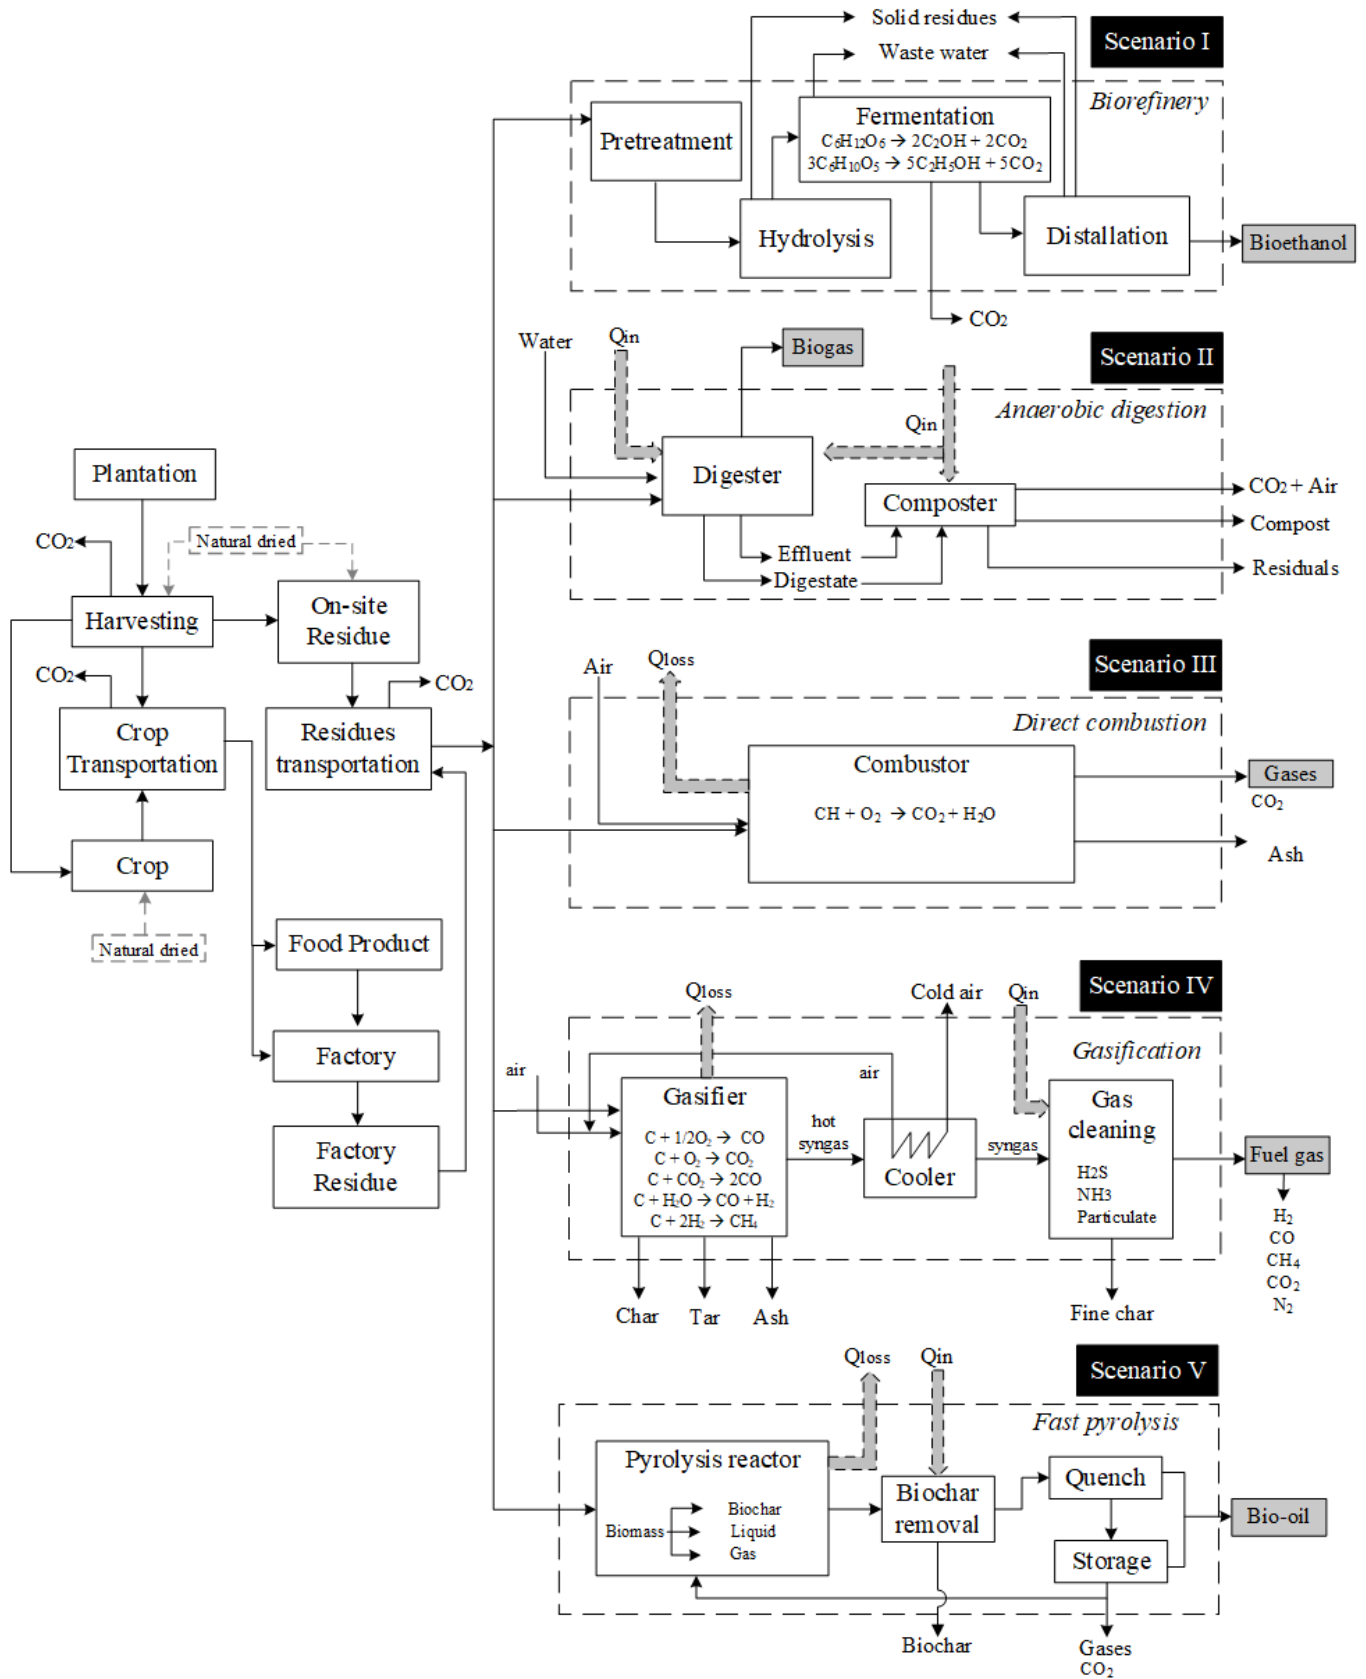 Solid residues
Waste water
Scenario I
Biorefinery
Pretreatment
Fermentation
C₆H₁₂O₆ → 2C₂OH + 2CO₂
3C₆H₁₀O₅ → 5C₂H₅OH + 5CO₂
Hydrolysis
Distallation
Bioethanol
CO₂
Water
Qin
Biogas
Scenario II
Anaerobic digestion
Qin
Digester
Composter
CO₂ + Air
Compost
Effluent
Digestate
Residuals
Plantation
CO₂
Natural dried
Harvesting
On-site
Residue
CO₂
CO₂
Crop
Transportation
Residues
transportation
Crop
Natural dried
Food Product
Factory
Factory
Residue
Air
Qloss
Scenario III
Direct combustion
Combustor
CH + O₂ → CO₂ + H₂O
Gases
CO₂
Ash
Qloss
Cold air
Qin
Scenario IV
Gasification
air
air
Gasifier
C + 1/2O₂ → CO
C + O₂ → CO₂
C + CO₂ → 2CO
C + H₂O → CO + H₂
C + 2H₂ → CH₄
hot
syngas
Cooler
syngas
Gas
cleaning
H2S
NH3
Particulate
Fuel gas
H₂
CO
CH₄
CO₂
N₂
Char
Tar
Ash
Fine char
Qloss
Qin
Scenario V
Fast pyrolysis
Pyrolysis reactor
Biomass
Biochar
Liquid
Gas
Biochar
removal
Quench
Storage
Bio-oil
Biochar
Gases
CO₂